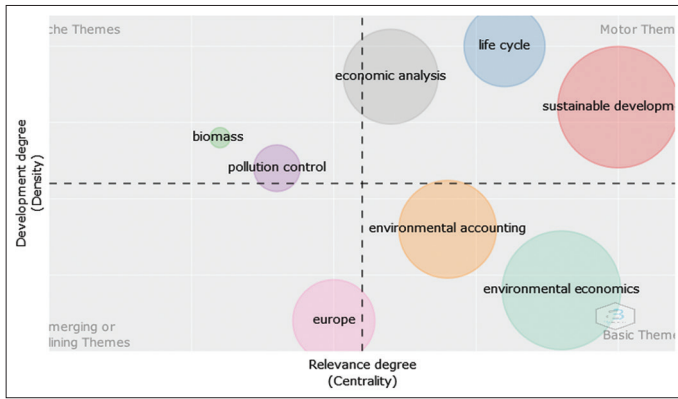 che Themes
Motor Them
life cycle
economic analysis
sustainable developm
biomass
pollution control
environmental accounting
environmental economics
europe
merging or
lining Themes
Basic Theme
Development degree
(Density)
Relevance degree
(Centrality)